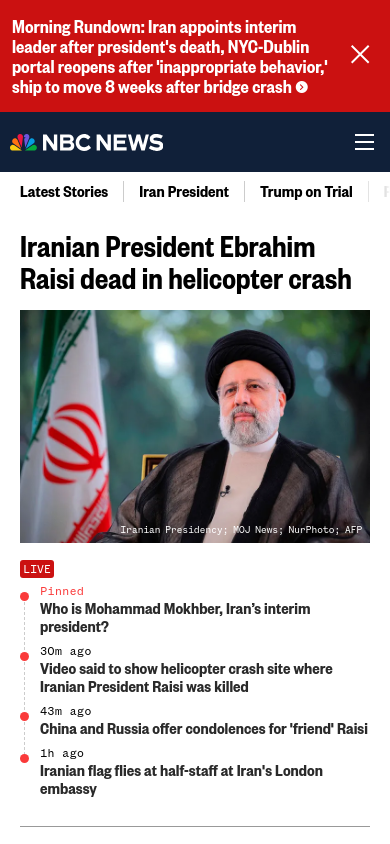 Morning Rundown: Iran appoints interim
leader after president's death, NYC-Dublin
portal reopens after 'inappropriate behavior,'
ship to move 8 weeks after bridge crash
NBC NEWS
Latest Stories
Iran President
Trump on Trial
Iranian President Ebrahim
Raisi dead in helicopter crash
Iranian Presidency; MOJ News; NurPhoto; AFP
LIVE
Pinned
Who is Mohammad Mokhber, Iran’s interim
president?
30m ago
Video said to show helicopter crash site where
Iranian President Raisi was killed
43m ago
China and Russia offer condolences for 'friend' Raisi
1h ago
Iranian flag flies at half-staff at Iran's London
embassy